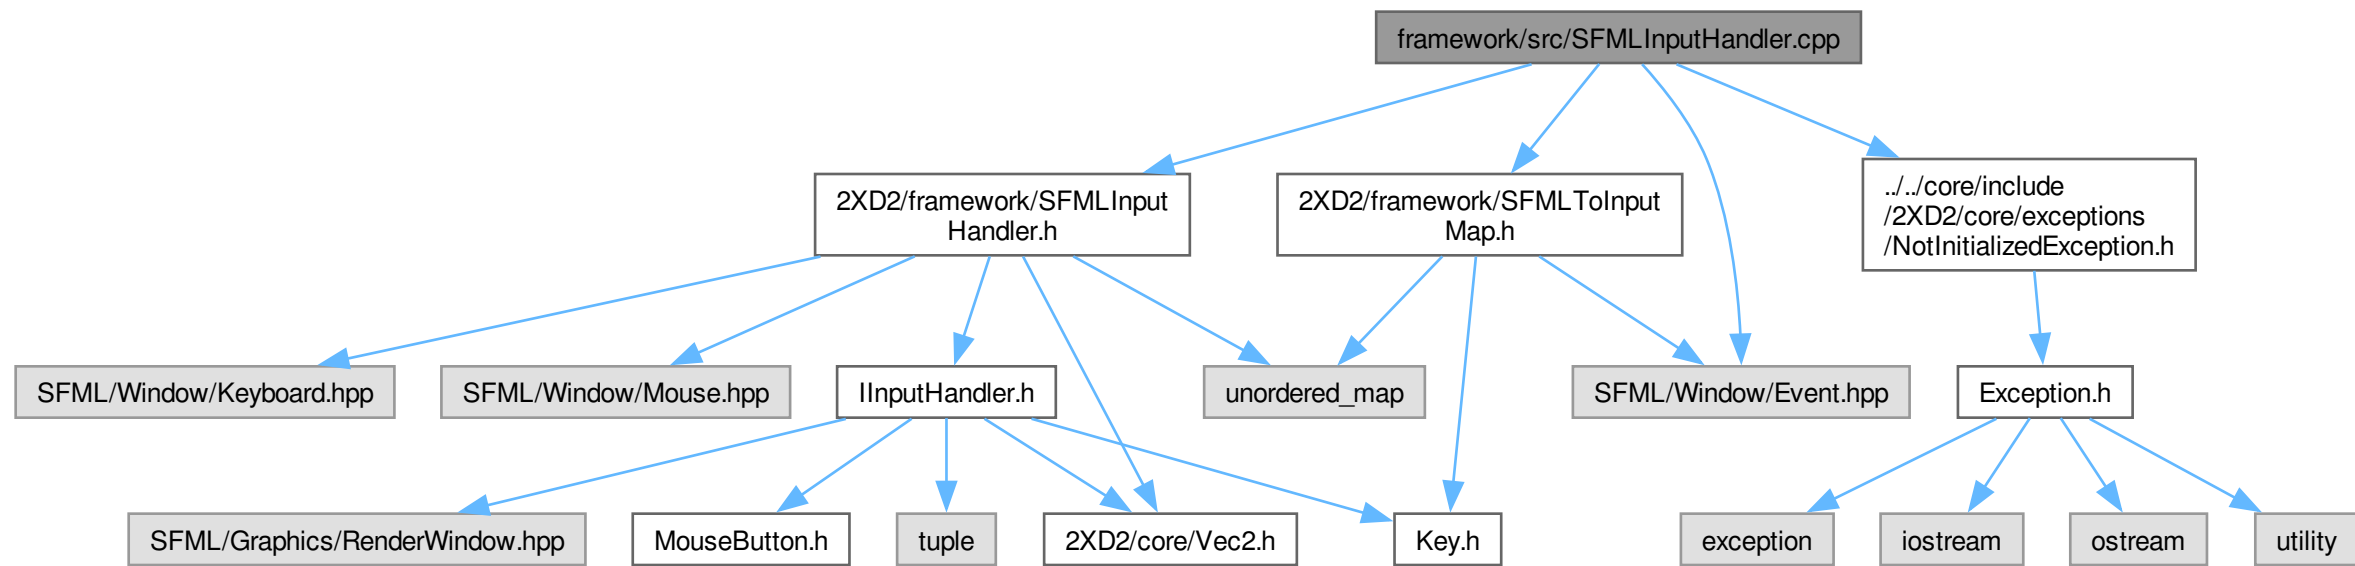 framework/src/SFMLInputHandler.cpp
2XD2/framework/SFMLInput
Handler.h
2XD2/framework/SFMLToInput
Map.h
../../core/include
/2XD2/core/exceptions
/NotInitializedException.h
SFML/Window/Keyboard.hpp
SFML/Window/Mouse.hpp
IInputHandler.h
unordered_map
SFML/Window/Event.hpp
Exception.h
SFML/Graphics/RenderWindow.hpp
MouseButton.h
tuple
2XD2/core/Vec2.h
Key.h
exception
iostream
ostream
utility